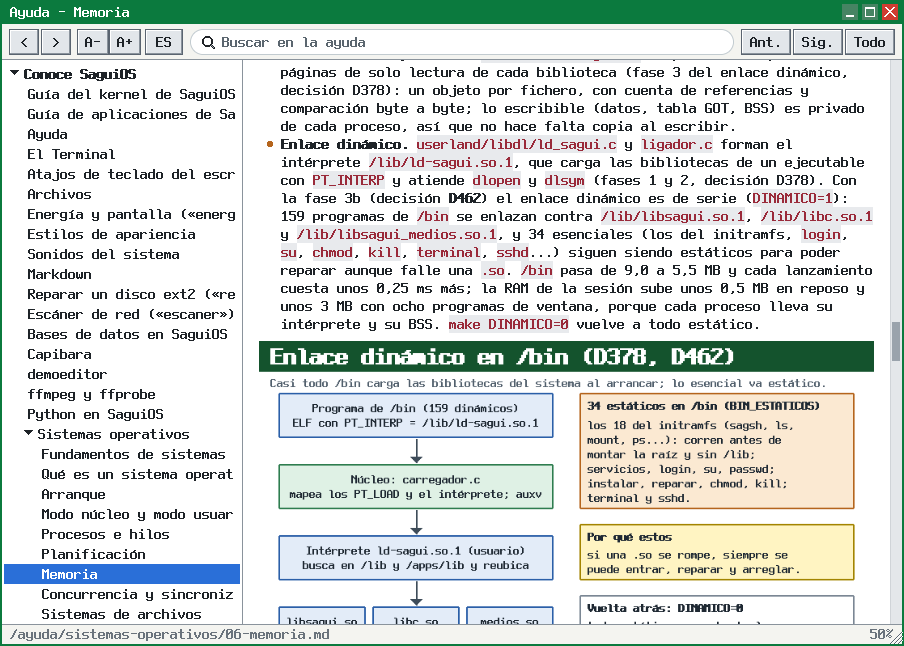 Ayuda - Memoria
< > A- A+ ES Buscar en la ayuda Ant. Sig. Todo
Conoce SaguiOS
Guía del kernel de SaguiOS
Guía de aplicaciones de Sa
Ayuda
El Terminal
Atajos de teclado del escr
Archivos
Energía y pantalla («energ
Estilos de apariencia
Sonidos del sistema
Markdown
Reparar un disco ext2 («re
Escáner de red («escaner»)
Bases de datos en SaguiOS
Capibara
demoeditor
ffmpeg y ffprobe
Python en SaguiOS
Sistemas operativos
Fundamentos de sistemas
Qué es un sistema operat
Arranque
Modo núcleo y modo usuar
Procesos e hilos
Planificación
Memoria
Concurrencia y sincroniz
Sistemas de archivos
páginas de solo lectura de cada biblioteca (fase 3 del enlace dinámico,
decisión D378): un objeto por fichero, con cuenta de referencias y
comparación byte a byte; lo escribible (datos, tabla GOT, BSS) es privado
de cada proceso, así que no hace falta copia al escribir.
Enlace dinámico. userland/libdl/ld_sagui.c y ligador.c forman el
intérprete /lib/ld-sagui.so.1, que carga las bibliotecas de un ejecutable
con PT_INTERP y atiende dlopen y dlsym (fases 1 y 2, decisión D378). Con
la fase 3b (decisión D462) el enlace dinámico es de serie (DINAMICO=1):
159 programas de /bin se enlazan contra /lib/libsagui.so.1, /lib/libc.so.1
y /lib/libsagui_medios.so.1, y 34 esenciales (los del initramfs, login,
su, chmod, kill, terminal, sshd...) siguen siendo estáticos para poder
reparar aunque falle una .so. /bin pasa de 9,0 a 5,5 MB y cada lanzamiento
cuesta unos 0,25 ms más; la RAM de la sesión sube unos 0,5 MB en reposo y
unos 3 MB con ocho programas de ventana, porque cada proceso lleva su
intérprete y su BSS. make DINAMICO=0 vuelve a todo estático.
Enlace dinámico en /bin (D378, D462)
Casi todo /bin carga las bibliotecas del sistema al arrancar; lo esencial va estático.
Programa de /bin (159 dinámicos)
ELF con PT_INTERP = /lib/ld-sagui.so.1
Núcleo: carregador.c
mapea los PT_LOAD y el intérprete; auxv
Intérprete ld-sagui.so.1 (usuario)
busca en /lib y /apps/lib y reubica
libsagui.so libc.so medios.so
34 estáticos en /bin (BIN_ESTATICOS)
los 18 del initramfs (sagsh, ls,
mount, ps...): corren antes de
montar la raíz y sin /lib;
servicios, login, su, passwd;
instalar, reparar, chmod, kill;
terminal y sshd.
Por qué estos
si una .so se rompe, siempre se
puede entrar, reparar y arreglar.
Vuelta atrás: DINAMICO=0
/ayuda/sistemas-operativos/06-memoria.md 50%